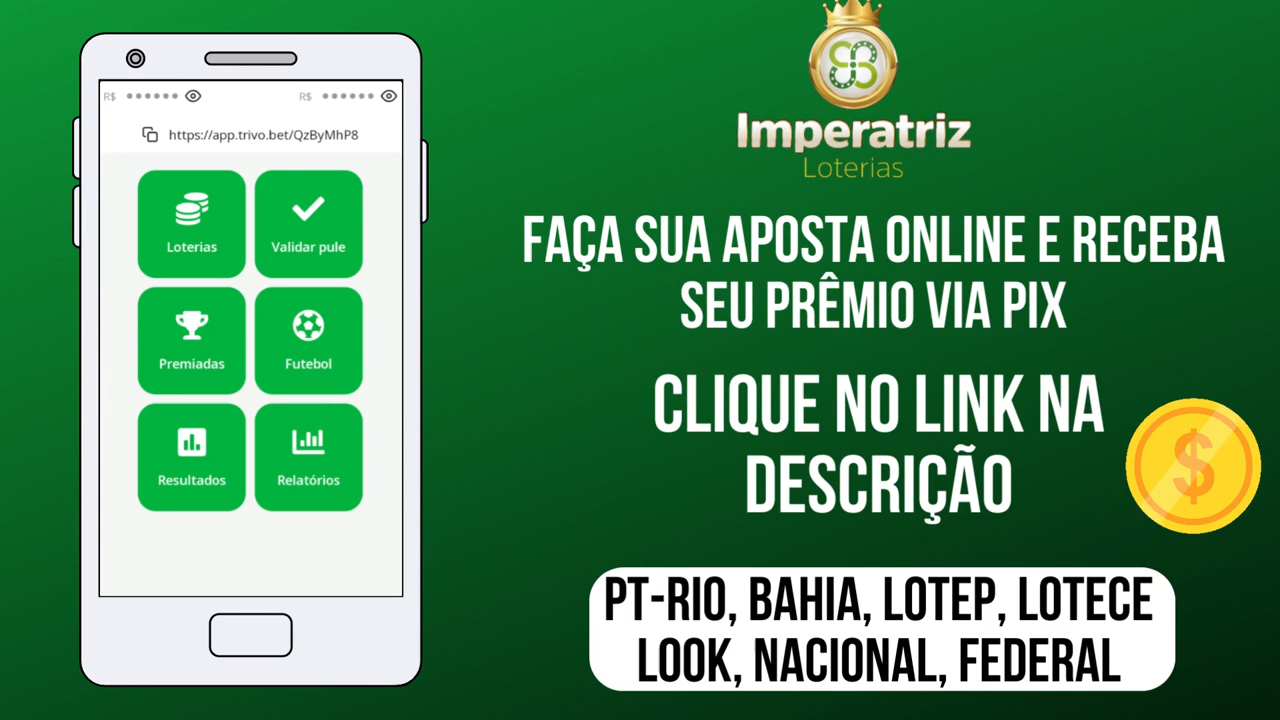 R$ R$
https://app.trivo.bet/QzByMhP8
Loterias
Validar pule
Premiadas
Futebol
Resultados
Relatórios
Imperatriz
Loterias
FAÇA SUA APOSTA ONLINE E RECEBA
SEU PRÊMIO VIA PIX
CLIQUE NO LINK NA
DESCRIÇÃO
$
PT-RIO, BAHIA, LOTEP, LOTECE
LOOK, NACIONAL, FEDERAL